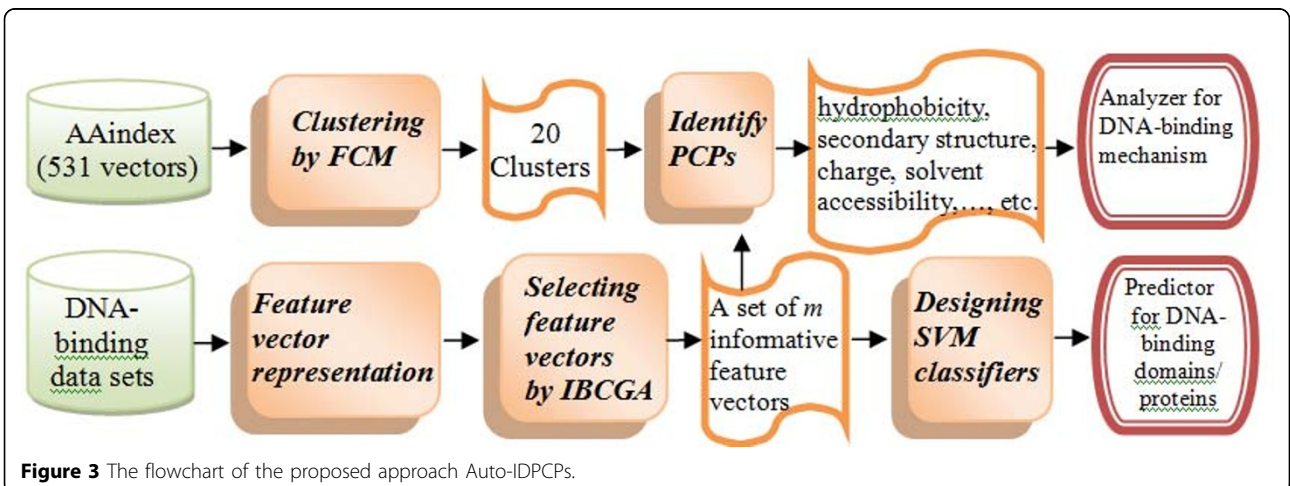 AAindex
(531 vectors)
Clustering
by FCM
20
Clusters
Identify
PCPs
hydrophobicity,
secondary structure,
charge, solvent
accessibility,…, etc.
Analyzer for
DNA-binding
mechanism
DNA-
binding
data sets
Feature
vector
representation
Selecting
feature
vectors
by IBCGA
A set of m
informative
feature
vectors
Designing
SVM
classifiers
Predictor
for DNA-
binding
domains/
proteins
Figure 3 The flowchart of the proposed approach Auto-IDPCPs.